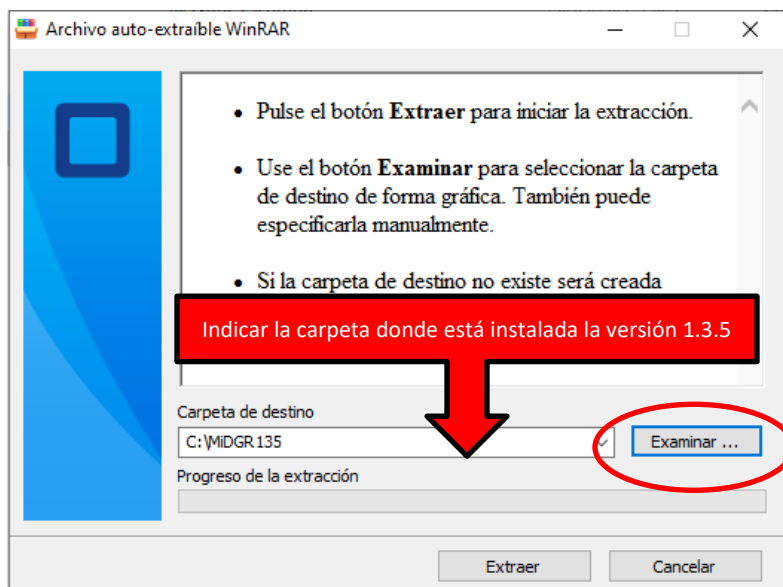 Archivo auto-extraíble WinRAR
• Pulse el botón Extraer para iniciar la extracción.
• Use el botón Examinar para seleccionar la carpeta
de destino de forma gráfica. También puede
especificarla manualmente.
• Si la carpeta de destino no existe será creada
Indicar la carpeta donde está instalada la versión 1.3.5
Carpeta de destino
C:\MiDGR135
Examinar ...
Progreso de la extracción
Extraer
Cancelar